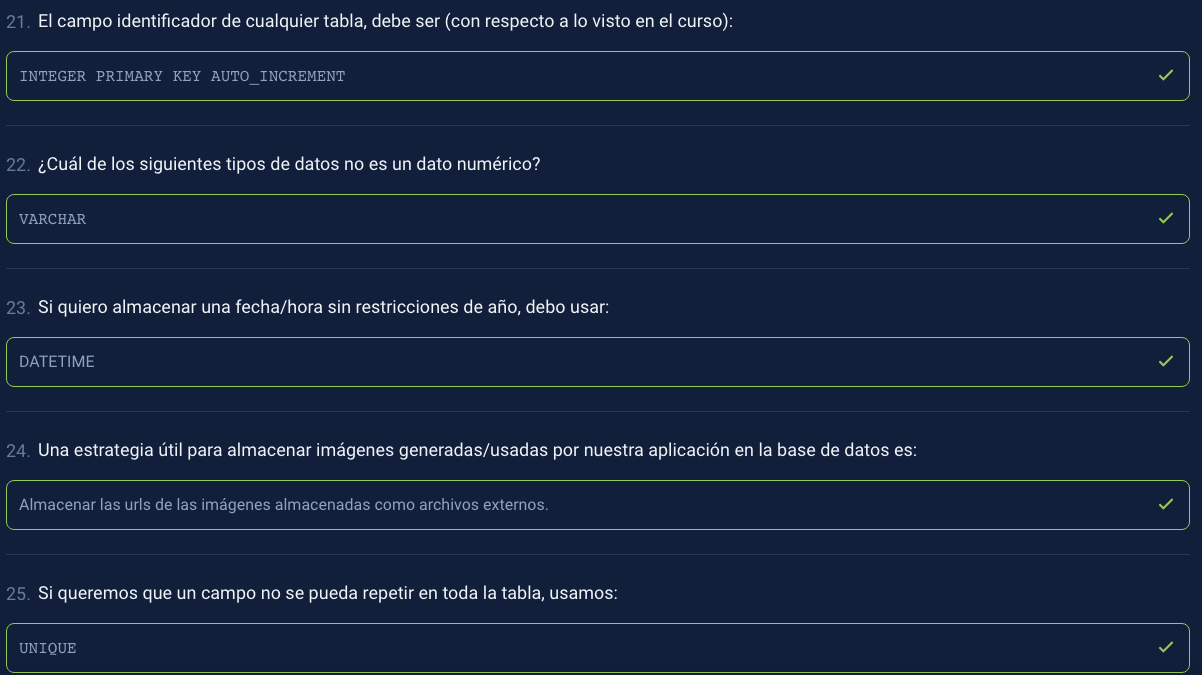 21. El campo identificador de cualquier tabla, debe ser (con respecto a lo visto en el curso):
INTEGER PRIMARY KEY AUTO_INCREMENT
22. ¿Cuál de los siguientes tipos de datos no es un dato numérico?
VARCHAR
23. Si quiero almacenar una fecha/hora sin restricciones de año, debo usar:
DATETIME
24. Una estrategia útil para almacenar imágenes generadas/usadas por nuestra aplicación en la base de datos es:
Almacenar las urls de las imágenes almacenadas como archivos externos.
25. Si queremos que un campo no se pueda repetir en toda la tabla, usamos:
UNIQUE